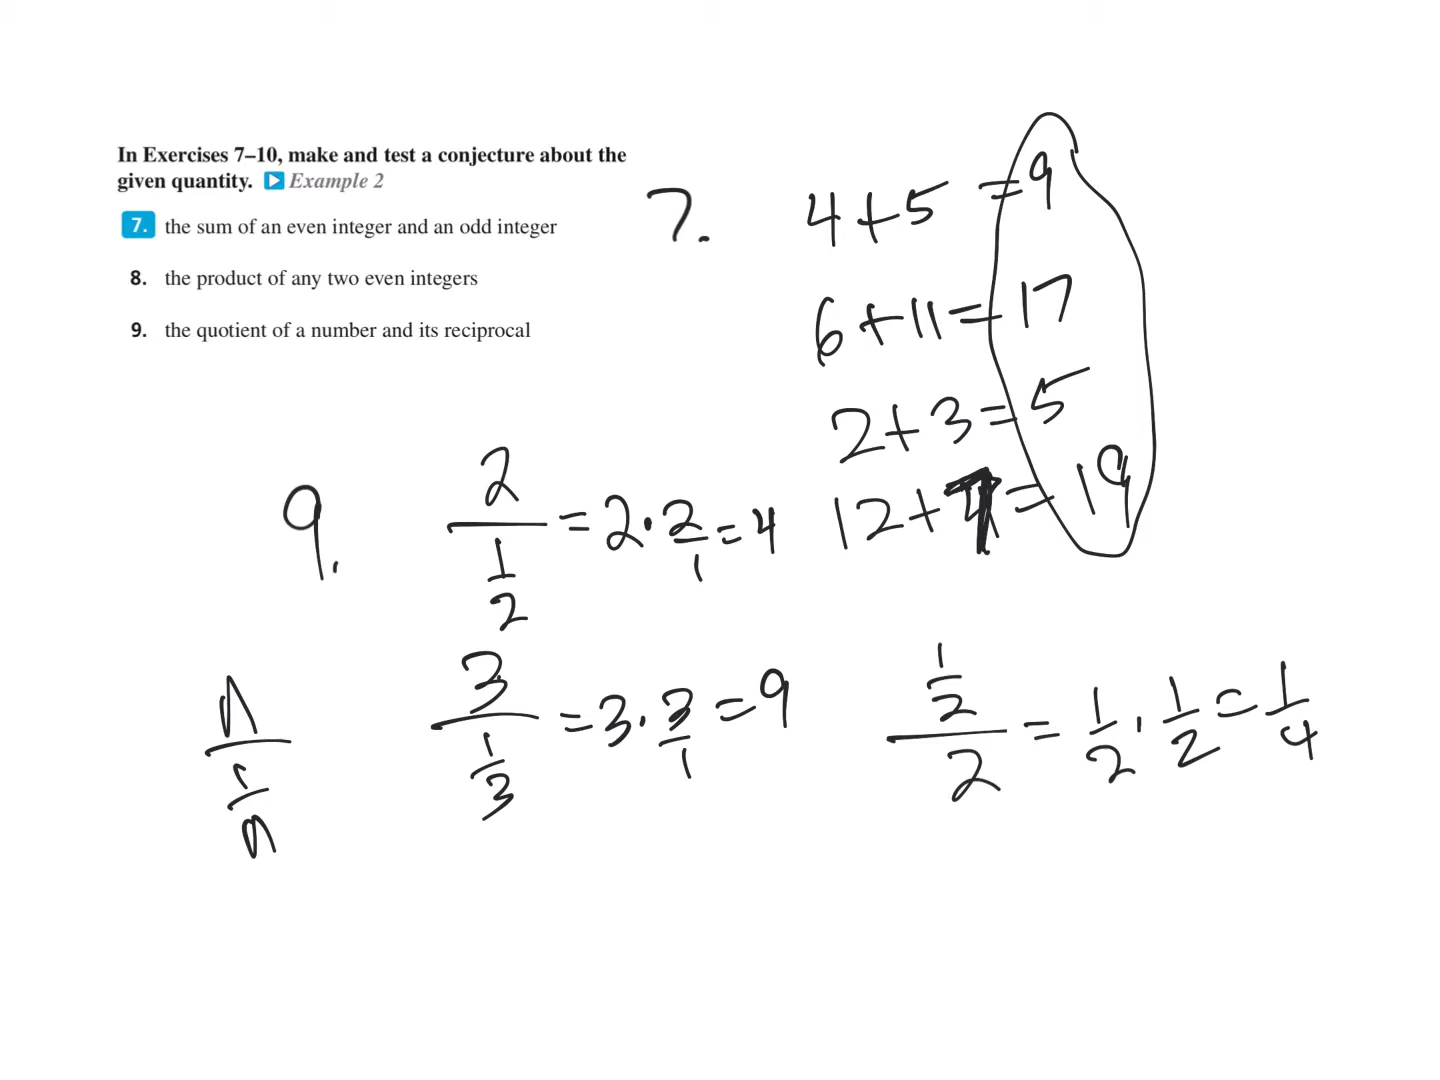 In Exercises 7–10, make and test a conjecture about the
given quantity. Example 2
7. the sum of an even integer and an odd integer
8. the product of any two even integers
9. the quotient of a number and its reciprocal
7. 4+5=9
6+11=17
2+3=5
12+7=19
9. 2/(1/2) = 2·2/1 = 4
n/(1/n)
3/(1/3) = 3·3/1 = 9
(1/2)/2 = 1/2·1/2 = 1/4